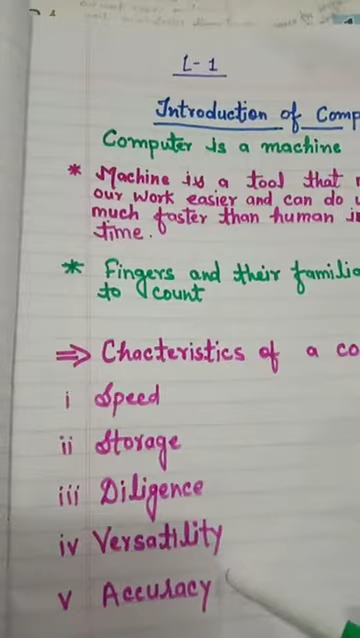 L-1
Introduction of Comp
Computer is a machine
* Machine is a tool that
our work easier and can do
much faster than human i
time.
* Fingers and their familia
to count
⇒ Chacteristics of a co
i Speed
ii Storage
iii Diligence
iv Versatility
v Accuracy